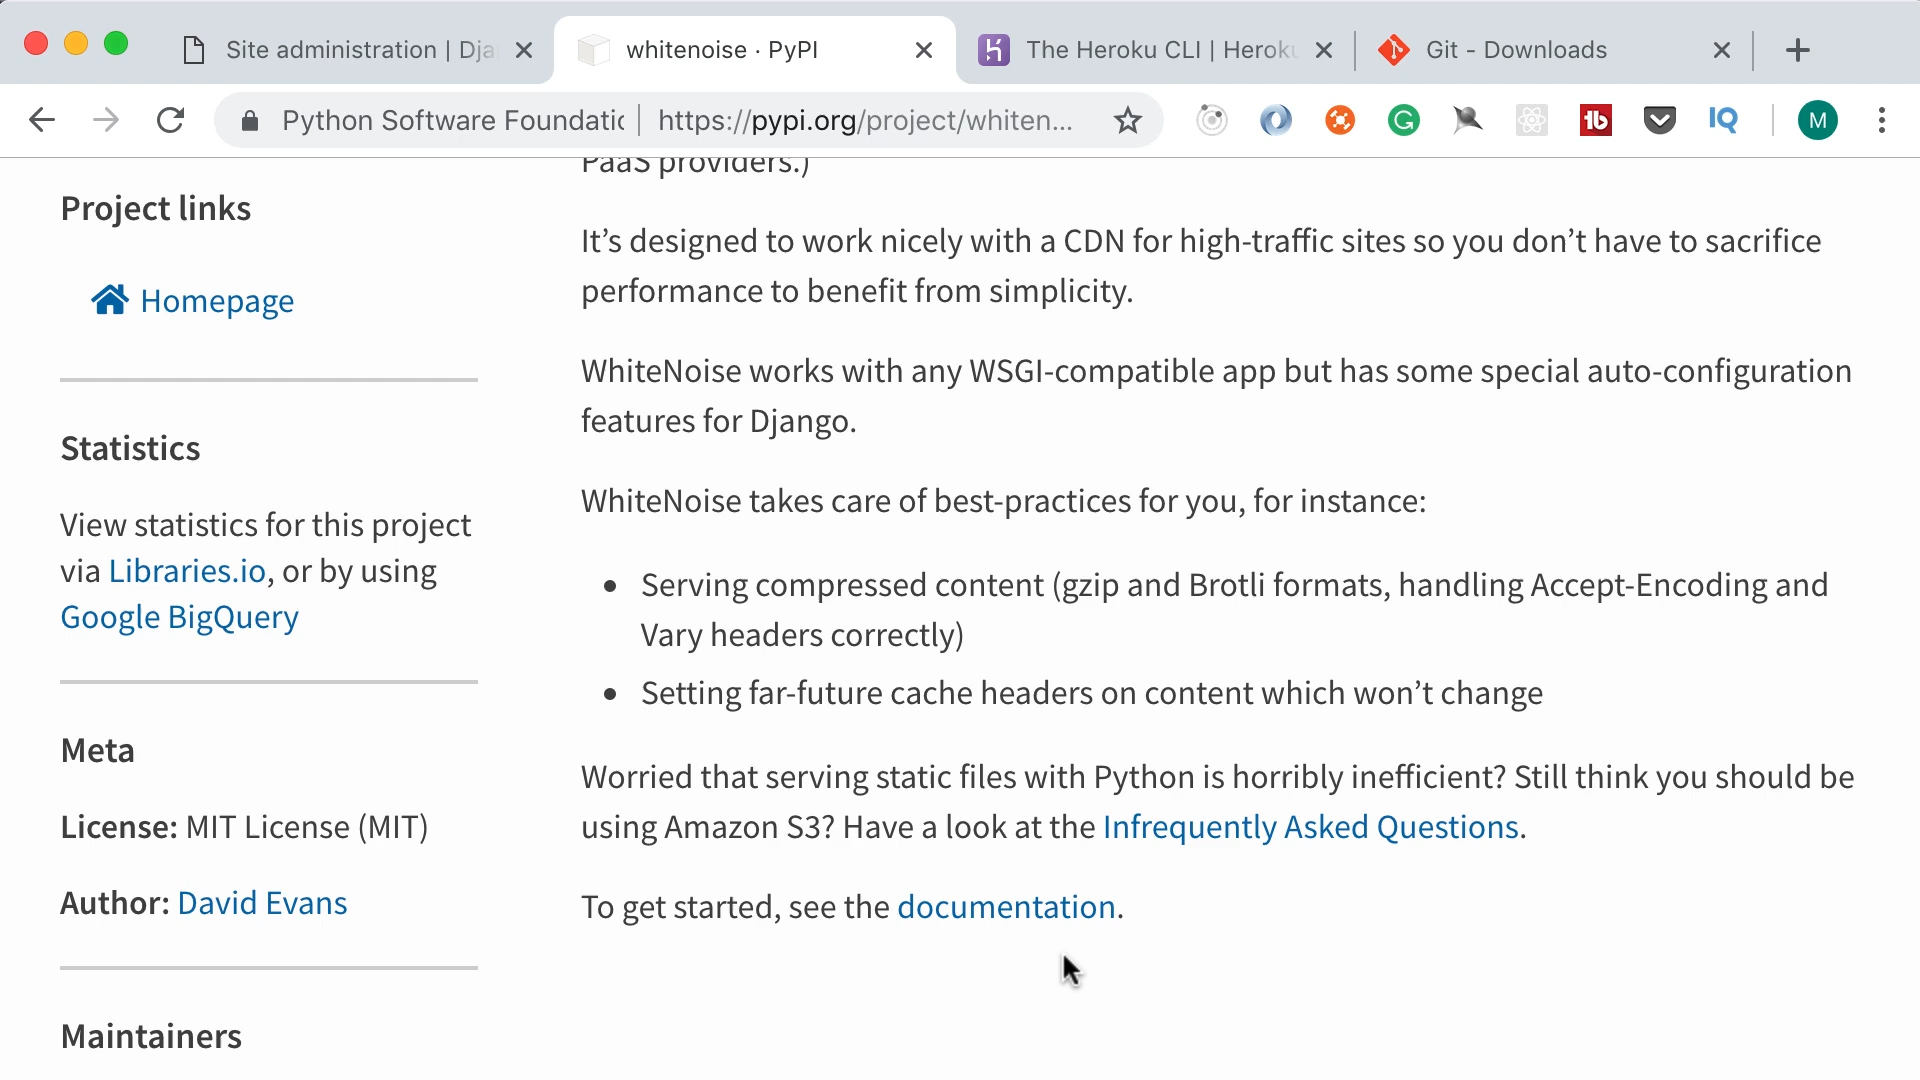 Site administration | Dja
whitenoise · PyPI
The Heroku CLI | Heroku
Git - Downloads
Python Software Foundatic
https://pypi.org/project/whiten...
M
PaaS providers.)
Project links
Homepage
Statistics
View statistics for this project
via Libraries.io, or by using
Google BigQuery
Meta
License: MIT License (MIT)
Author: David Evans
Maintainers
It’s designed to work nicely with a CDN for high-traffic sites so you don’t have to sacrifice
performance to benefit from simplicity.
WhiteNoise works with any WSGI-compatible app but has some special auto-configuration
features for Django.
WhiteNoise takes care of best-practices for you, for instance:
• Serving compressed content (gzip and Brotli formats, handling Accept-Encoding and
Vary headers correctly)
• Setting far-future cache headers on content which won’t change
Worried that serving static files with Python is horribly inefficient? Still think you should be
using Amazon S3? Have a look at the Infrequently Asked Questions.
To get started, see the documentation.